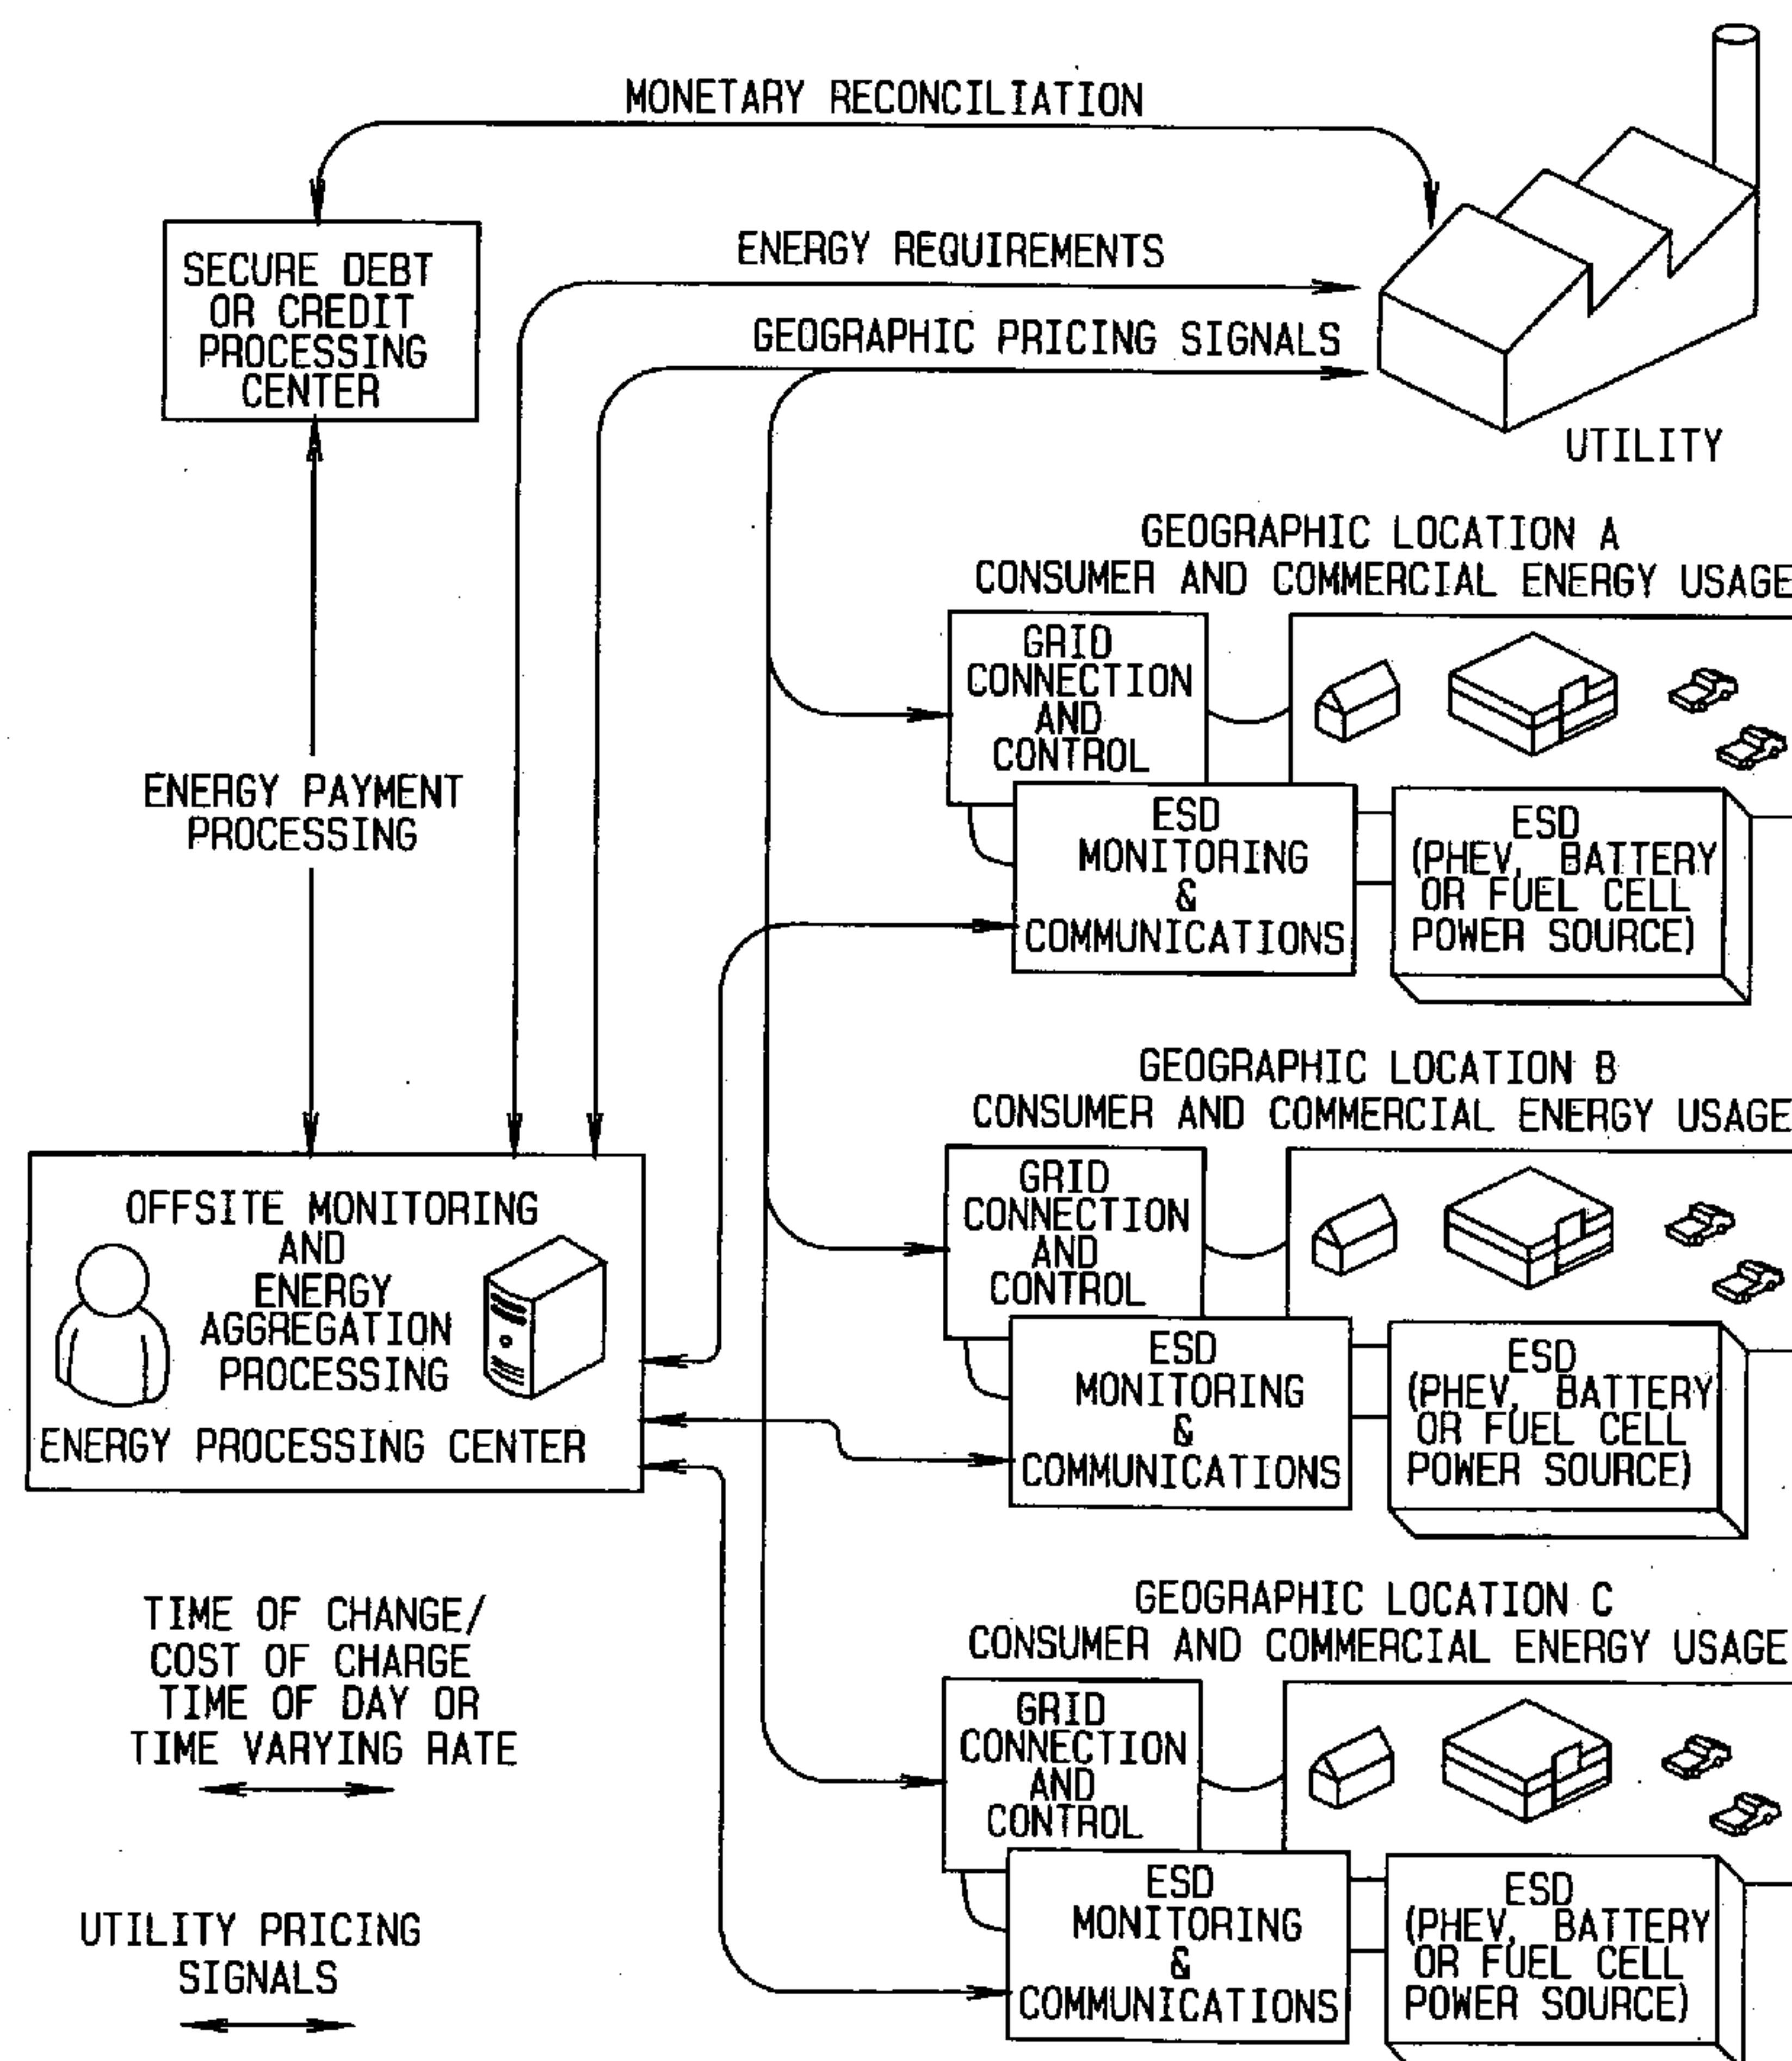 MONETARY RECONCILIATION
SECURE DEBT
OR CREDIT
PROCESSING
CENTER
ENERGY REQUIREMENTS
GEOGRAPHIC PRICING SIGNALS
UTILITY
GEOGRAPHIC LOCATION A
CONSUMER AND COMMERCIAL ENERGY USAGE
GRID
CONNECTION
AND
CONTROL
ESD
MONITORING
&
COMMUNICATIONS
ESD
(PHEV, BATTERY
OR FUEL CELL
POWER SOURCE)
ENERGY PAYMENT
PROCESSING
GEOGRAPHIC LOCATION B
CONSUMER AND COMMERCIAL ENERGY USAGE
GRID
CONNECTION
AND
CONTROL
ESD
MONITORING
&
COMMUNICATIONS
ESD
(PHEV, BATTERY
OR FUEL CELL
POWER SOURCE)
OFFSITE MONITORING
AND
ENERGY
AGGREGATION
PROCESSING
ENERGY PROCESSING CENTER
GEOGRAPHIC LOCATION C
CONSUMER AND COMMERCIAL ENERGY USAGE
GRID
CONNECTION
AND
CONTROL
ESD
MONITORING
&
COMMUNICATIONS
ESD
(PHEV, BATTERY
OR FUEL CELL
POWER SOURCE)
TIME OF CHANGE/
COST OF CHARGE
TIME OF DAY OR
TIME VARYING RATE
UTILITY PRICING
SIGNALS